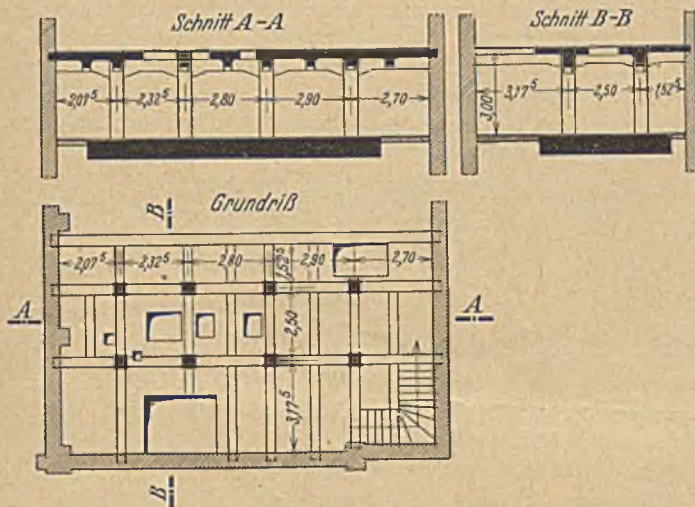 Schnitt A-A
2,07⁵ 2,32⁵ 2,80 2,90 2,70
Schnitt B-B
3,17⁵ 2,50 1,52⁵
3,00⁵
Grundriß
B
2,07⁵ 2,32⁵ 2,80 1,52⁵ 2,90 2,70
A A
2,50
3,17⁵
B